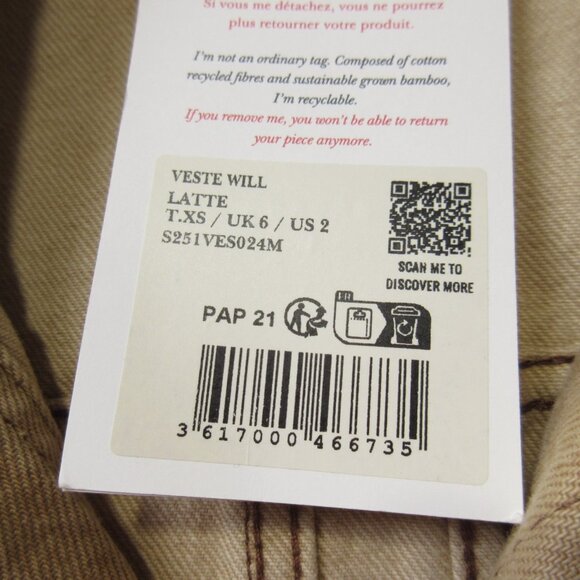 Si vous me détachez, vous ne pourrez
plus retourner votre produit.
I'm not an ordinary tag. Composed of cotton
recycled fibres and sustainable grown bamboo,
I'm recyclable.
If you remove me, you won't be able to return
your piece anymore.
VESTE WILL
LATTE
T.XS / UK 6 / US 2
S251VES024M
SCAN ME TO
DISCOVER MORE
PAP 21
FR
3 617000 466735